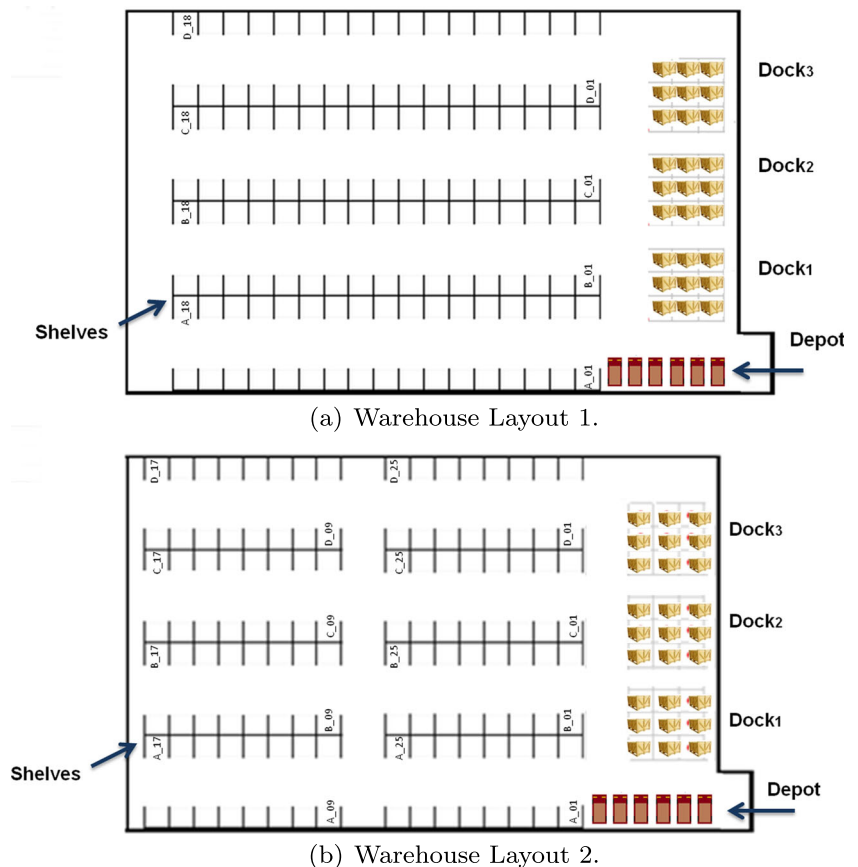 D_18
Dock3
D_01
C_18
Dock2
C_01
B_18
Dock1
B_01
Shelves
A_18
Depot
A_01
(a) Warehouse Layout 1.
D_17
D_25
D_09
D_01
Dock3
C_17
C_25
C_09
C_01
Dock2
B_17
B_25
B_09
B_01
Dock1
A_17
A_25
Shelves
Depot
A_09
A_01
(b) Warehouse Layout 2.